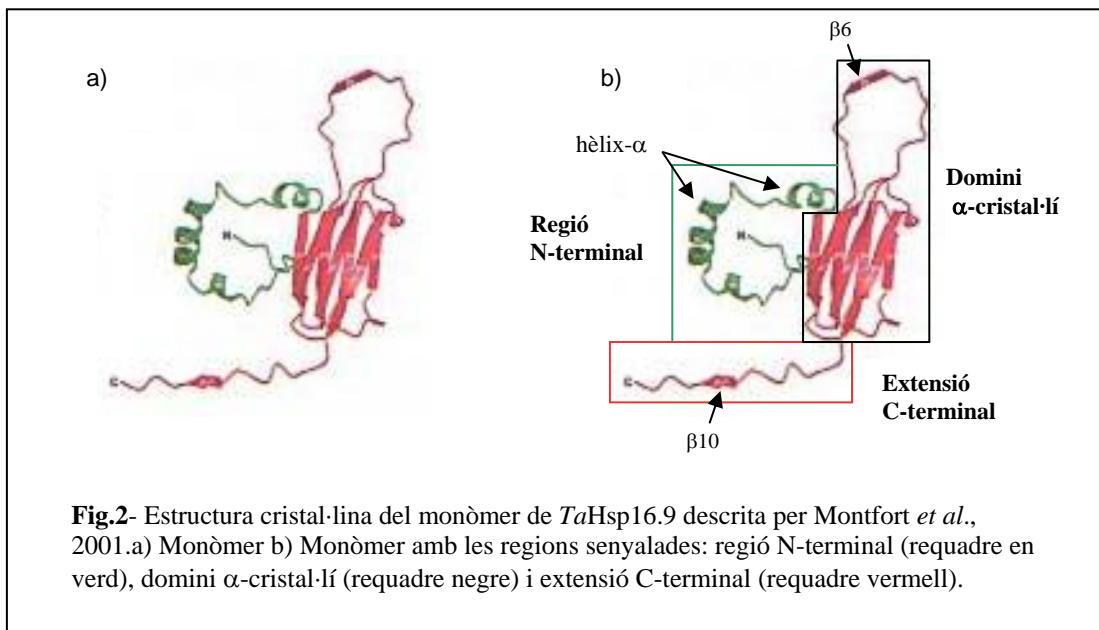 a)
N
C
b)
β6
hèlix-α
Domini
α-cristal·lí
Regió
N-terminal
N
C
Extensió
C-terminal
β10
Fig.2- Estructura cristal·lina del monòmer de TaHsp16.9 descrita per Montfort et al.,
2001.a) Monòmer b) Monòmer amb les regions senyalades: regió N-terminal (requadre en
verd), domini α-cristal·lí (requadre negre) i extensió C-terminal (requadre vermell).